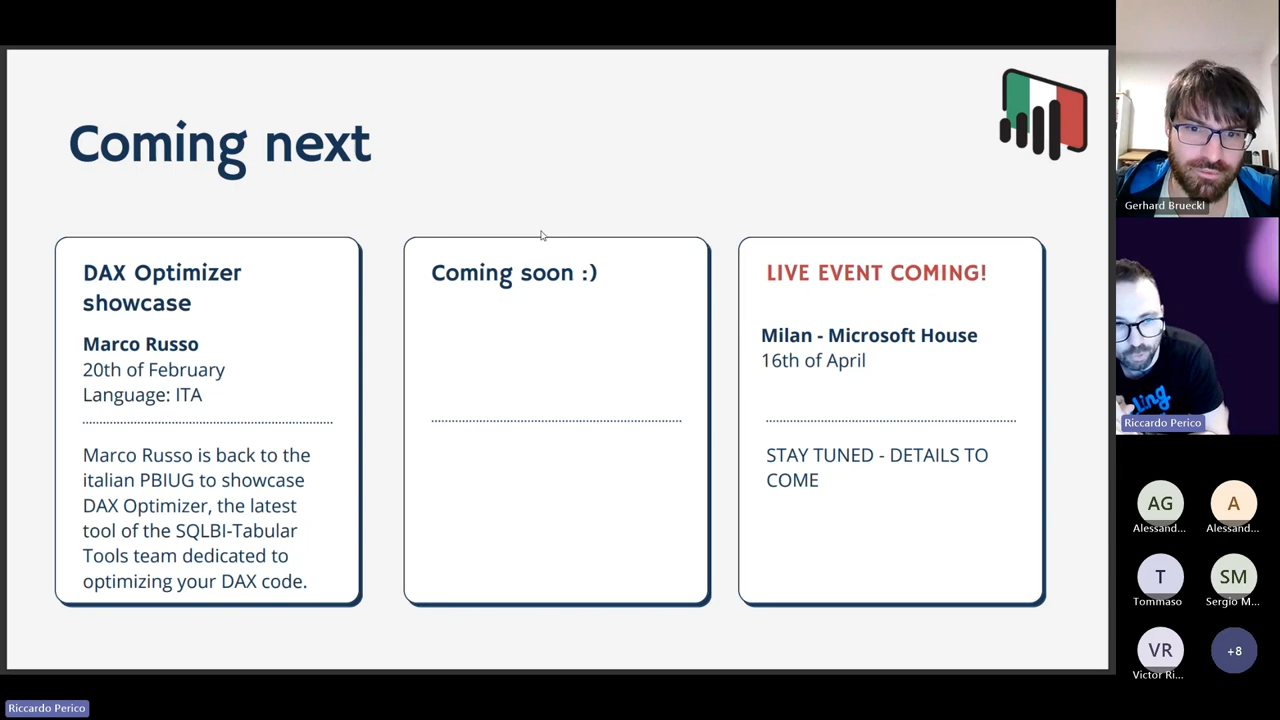 Coming next
DAX Optimizer
showcase
Marco Russo
20th of February
Language: ITA
Marco Russo is back to the
italian PBIUG to showcase
DAX Optimizer, the latest
tool of the SQLBI-Tabular
Tools team dedicated to
optimizing your DAX code.
Coming soon :)
LIVE EVENT COMING!
Milan - Microsoft House
16th of April
STAY TUNED - DETAILS TO
COME
Gerhard Brueckl
ling
Riccardo Perico
AG
Alessand...
A
Alessand...
T
Tommaso
SM
Sergio M...
VR
Victor Ri...
+8
Riccardo Perico